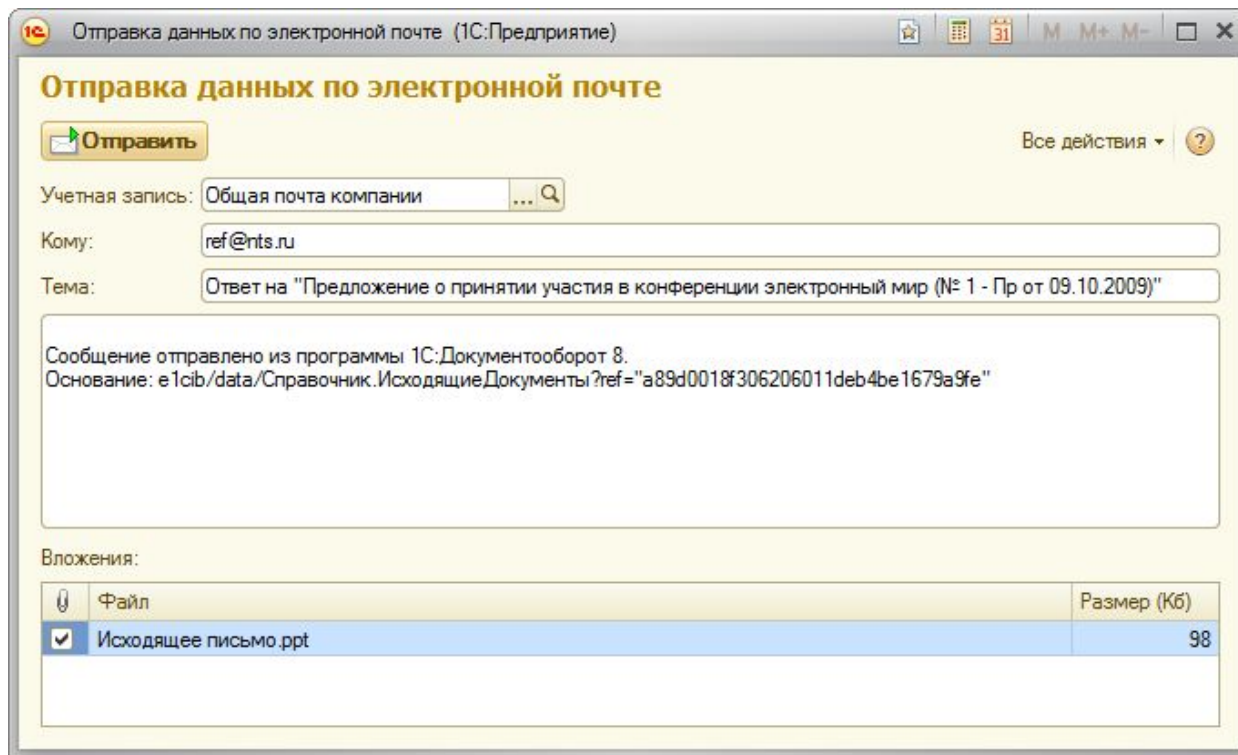 1С Отправка данных по электронной почте (1С:Предприятие) 31 M M+ M-
Отправка данных по электронной почте
Отправить Все действия ?
Учетная запись: Общая почта компании ...
Кому: ref@nts.ru
Тема: Ответ на "Предложение о принятии участия в конференции электронный мир (№ 1 - Пр от 09.10.2009)"
Сообщение отправлено из программы 1С:Документооборот 8.
Основание: e1cib/data/Справочник.ИсходящиеДокументы?ref="a89d0018f306206011deb4be1679a9fe"
Вложения:
Файл Размер (Кб)
Исходящее письмо.ppt 98